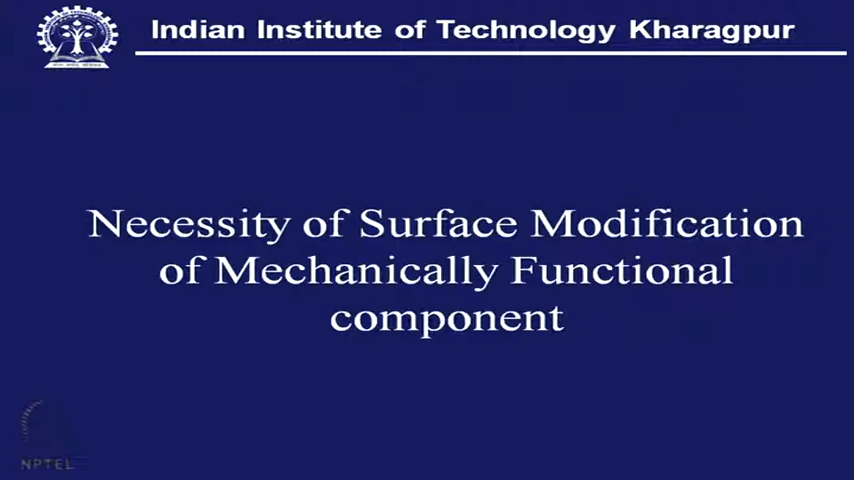 Indian Institute of Technology Kharagpur
Necessity of Surface Modification
of Mechanically Functional
component
NPTEL